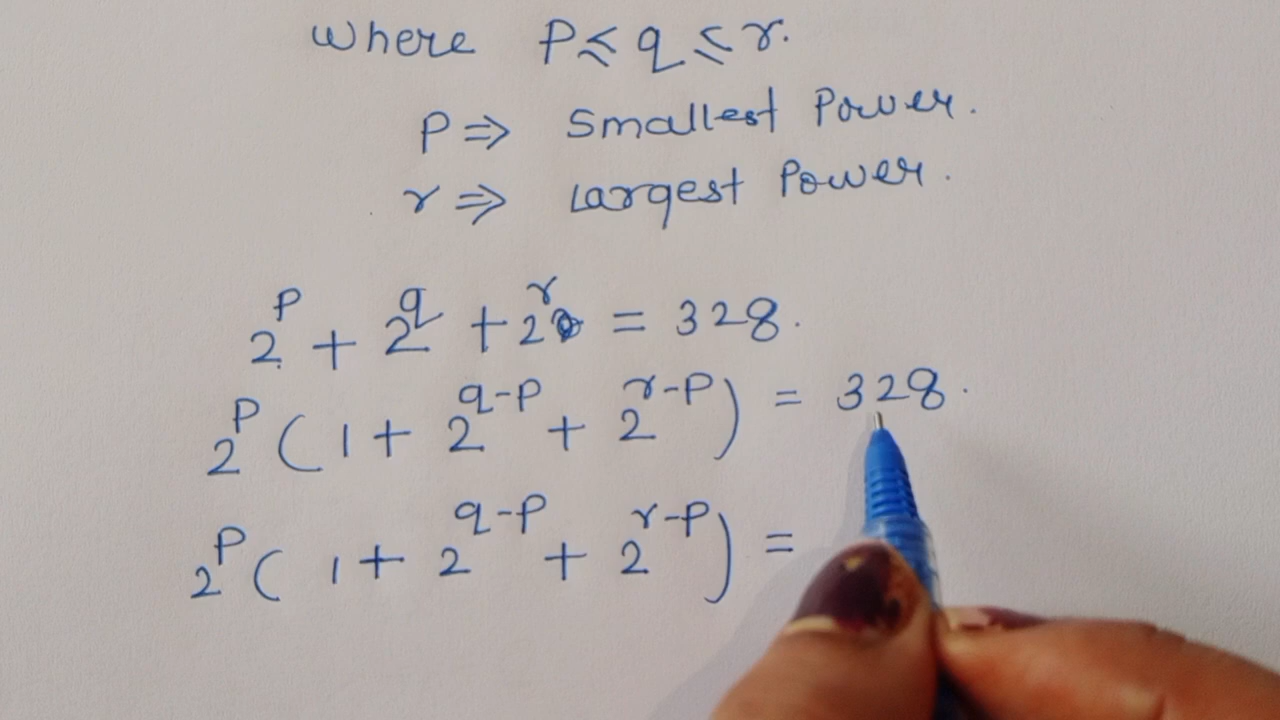 Where P ≤ q ≤ r.
P ⇒ Smallest Power.
r ⇒ Largest Power.
2^P + 2^q + 2^r = 328.
2^P ( 1 + 2^q-P + 2^r-P ) = 328.
2^P ( 1 + 2^q-P + 2^r-P ) =